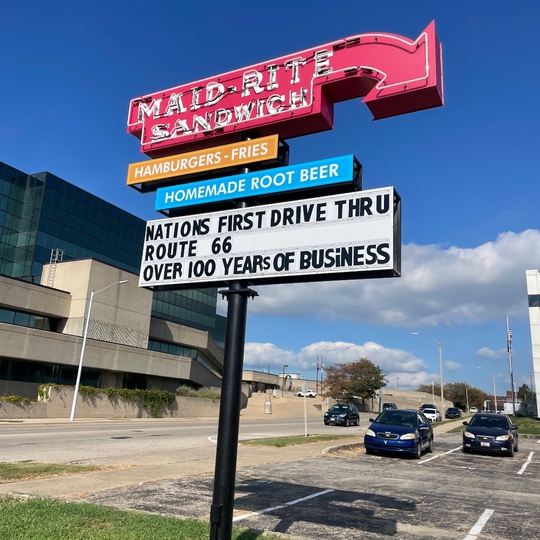 MAID-RITE
SANDWICH
HAMBURGERS - FRIES
HOMEMADE ROOT BEER
NATIONS FIRST DRIVE THRU
ROUTE 66
OVER 100 YEARS OF BUSiNESS